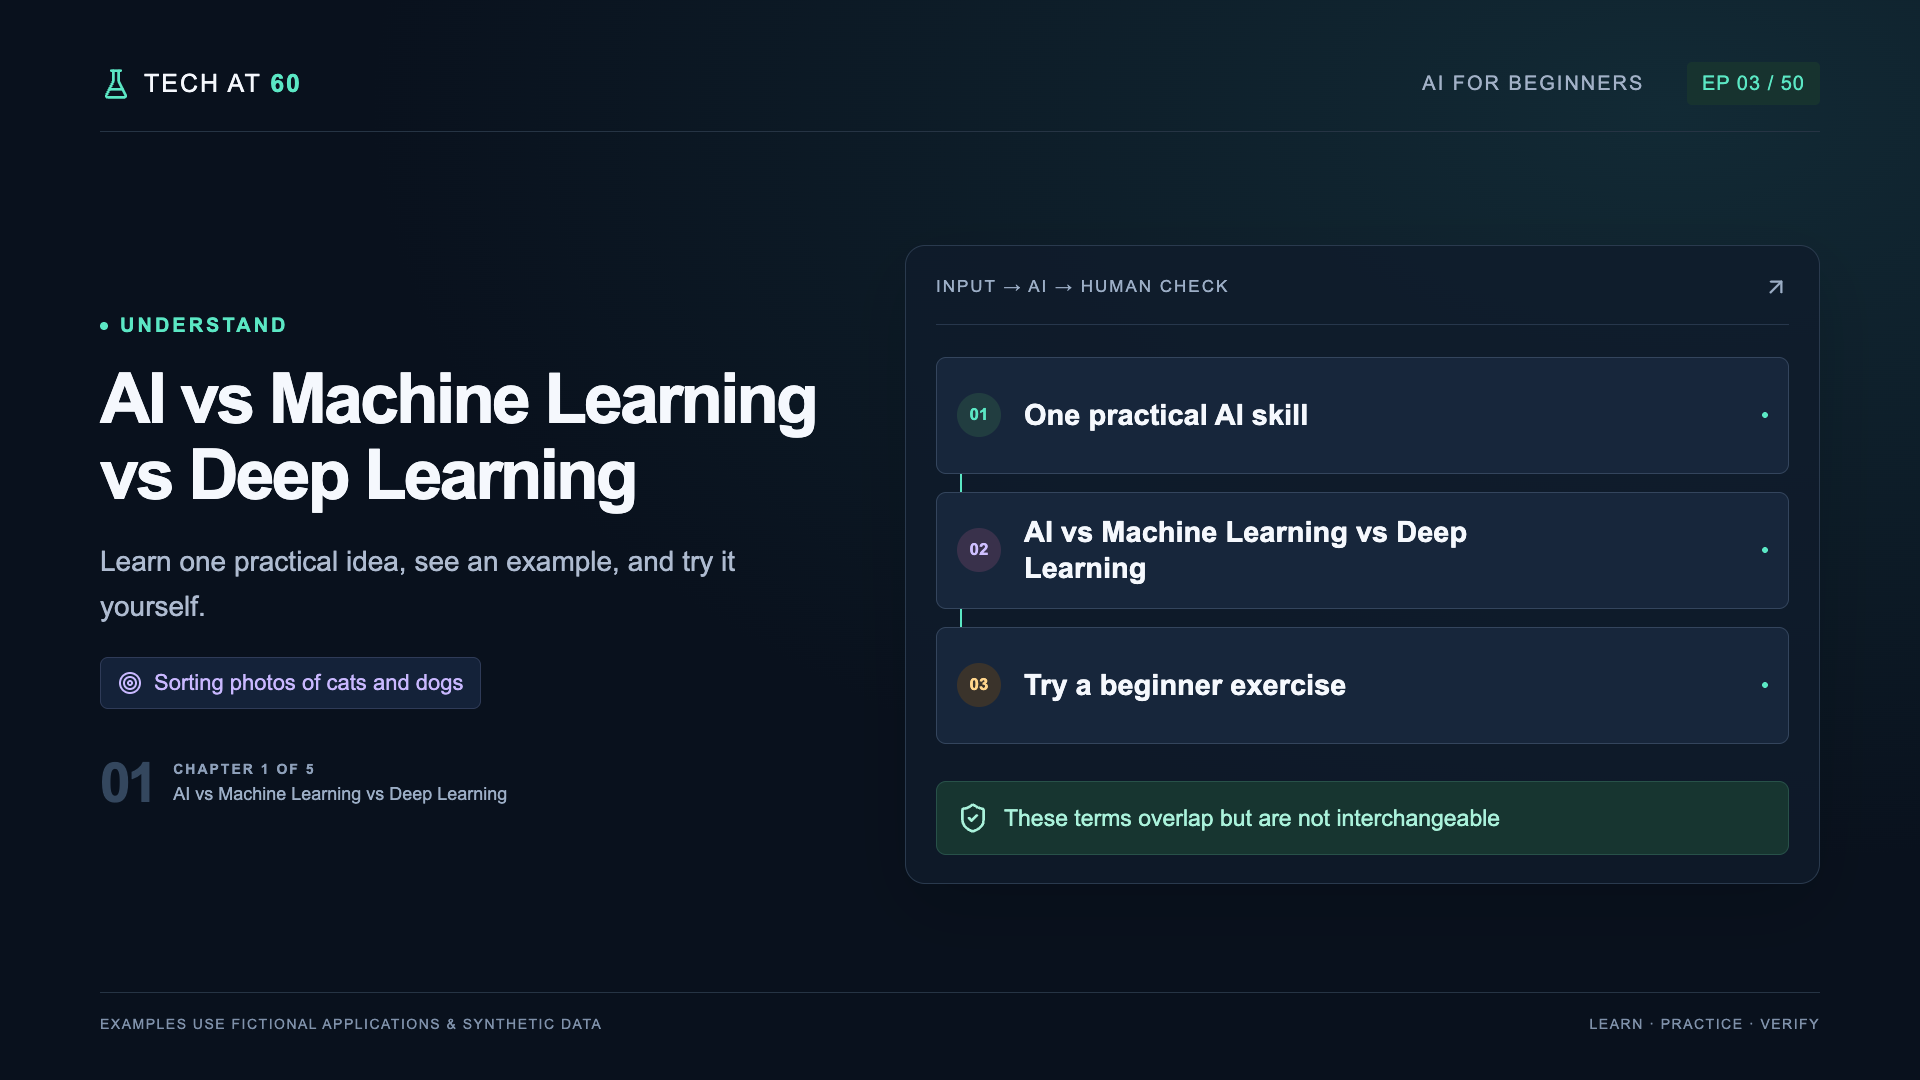 TECH AT 60
AI FOR BEGINNERS
EP 03 / 50
UNDERSTAND
AI vs Machine Learning
vs Deep Learning
Learn one practical idea, see an example, and try it
yourself.
Sorting photos of cats and dogs
01
CHAPTER 1 OF 5
AI vs Machine Learning vs Deep Learning
INPUT → AI → HUMAN CHECK
01
One practical AI skill
02
AI vs Machine Learning vs Deep
Learning
03
Try a beginner exercise
These terms overlap but are not interchangeable
EXAMPLES USE FICTIONAL APPLICATIONS & SYNTHETIC DATA
LEARN · PRACTICE · VERIFY